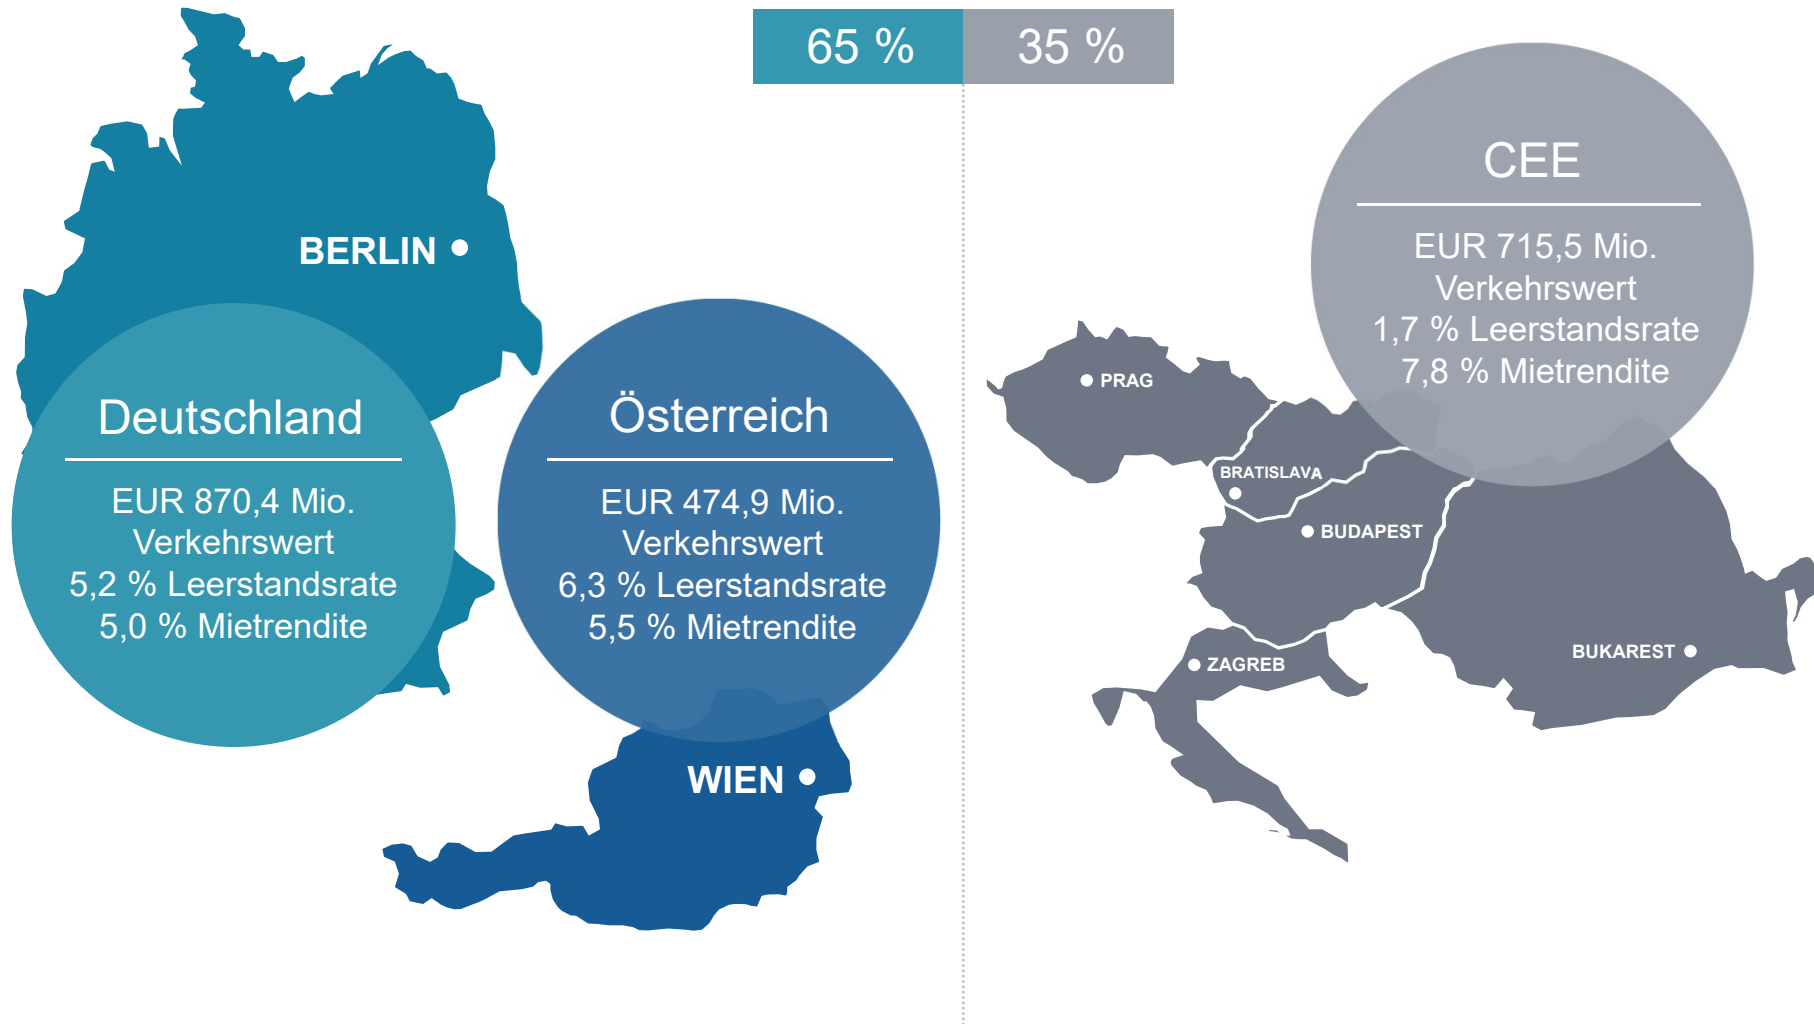 65 %
35 %
BERLIN
Deutschland
EUR 870,4 Mio.
Verkehrswert
5,2 % Leerstandsrate
5,0 % Mietrendite
Österreich
EUR 474,9 Mio.
Verkehrswert
6,3 % Leerstandsrate
5,5 % Mietrendite
WIEN
CEE
EUR 715,5 Mio.
Verkehrswert
1,7 % Leerstandsrate
7,8 % Mietrendite
PRAG
BRATISLAVA
BUDAPEST
ZAGREB
BUKAREST